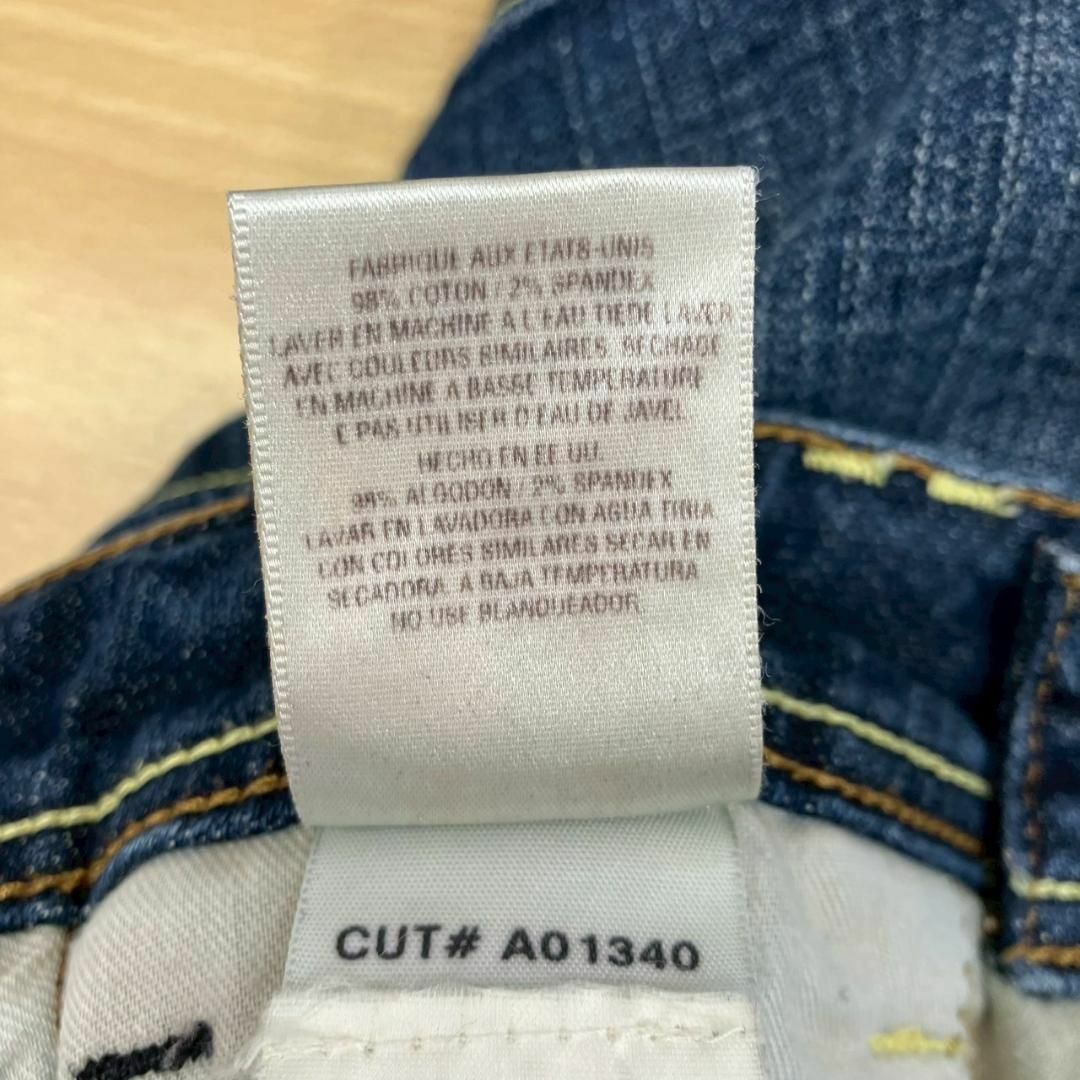 FABRIQUE AUX ETATS-UNIS
98% COTON / 2% SPANDEX
LAVER EN MACHINE A L'EAU TIEDE LAVER
AVEC COULEURS SIMILAIRES. SECHAGE
EN MACHINE A BASSE TEMPERATURE
E PAS UTILISER D'EAU DE JAVEL
HECHO EN EE.UU.
98% ALGODON / 2% SPANDEX
LAVAR EN LAVADORA CON AGUA FRIA
CON COLORES SIMILARES SECAR EN
SECADORA. A BAJA TEMPERATURA
NO USE BLANQUEADOR.
CUT# A01340